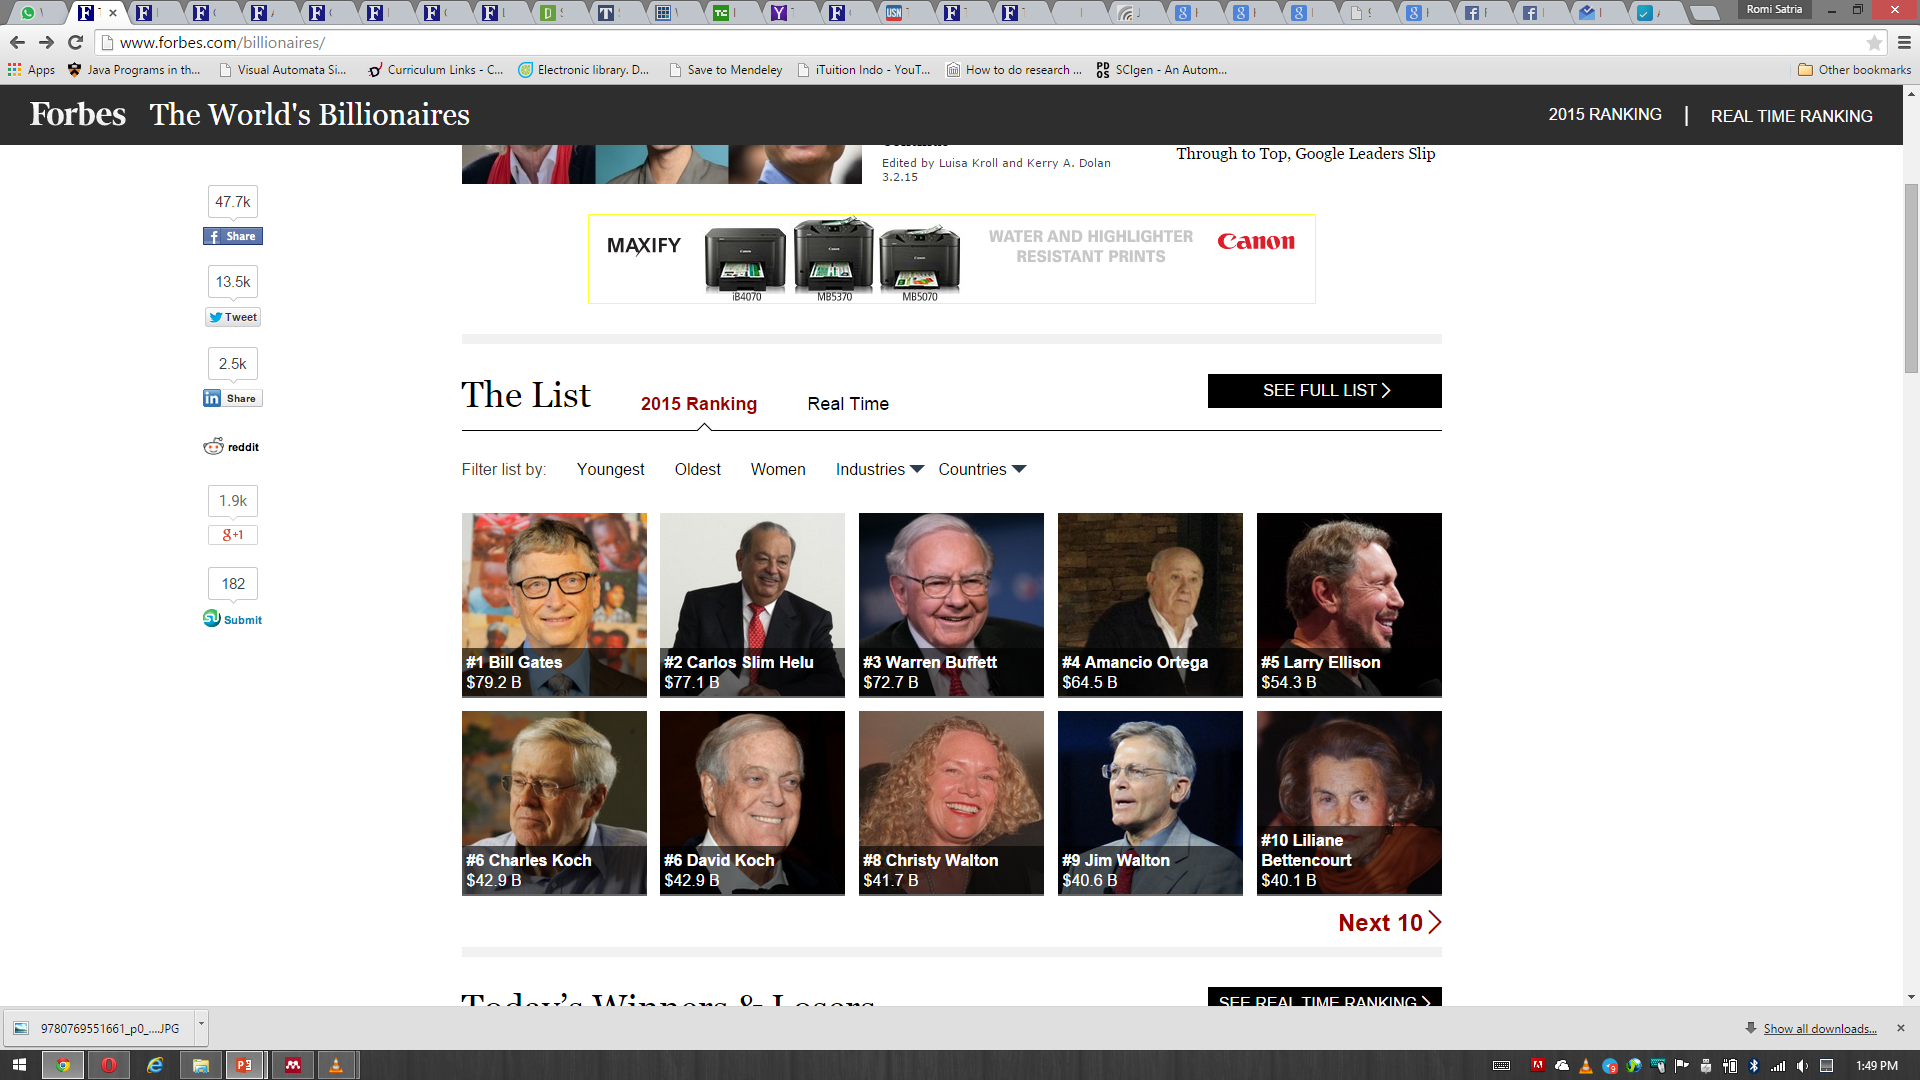 Romi Satria
www.forbes.com/billionaires/
Apps
Java Programs in th...
Visual Automata Si...
Curriculum Links - C...
Electronic library. D...
Save to Mendeley
iTuition Indo - YouT...
How to do research ...
SCIgen - An Autom...
Other bookmarks
Forbes The World's Billionaires
2015 RANKING | REAL TIME RANKING
Edited by Luisa Kroll and Kerry A. Dolan
3.2.15
Through to Top, Google Leaders Slip
47.7k
Share
13.5k
Tweet
2.5k
in Share
reddit
1.9k
g+1
182
Submit
MAXIFY
iB4070
MB5370
MB5070
WATER AND HIGHLIGHTER
RESISTANT PRINTS
Canon
The List
2015 Ranking
Real Time
SEE FULL LIST
Filter list by: Youngest Oldest Women Industries Countries
#1 Bill Gates
$79.2 B
#2 Carlos Slim Helu
$77.1 B
#3 Warren Buffett
$72.7 B
#4 Amancio Ortega
$64.5 B
#5 Larry Ellison
$54.3 B
#6 Charles Koch
$42.9 B
#6 David Koch
$42.9 B
#8 Christy Walton
$41.7 B
#9 Jim Walton
$40.6 B
#10 Liliane
Bettencourt
$40.1 B
Next 10
Today's Winners & Losers
SEE REAL TIME RANKING
9780769551661_p0_....JPG
Show all downloads...
1:49 PM